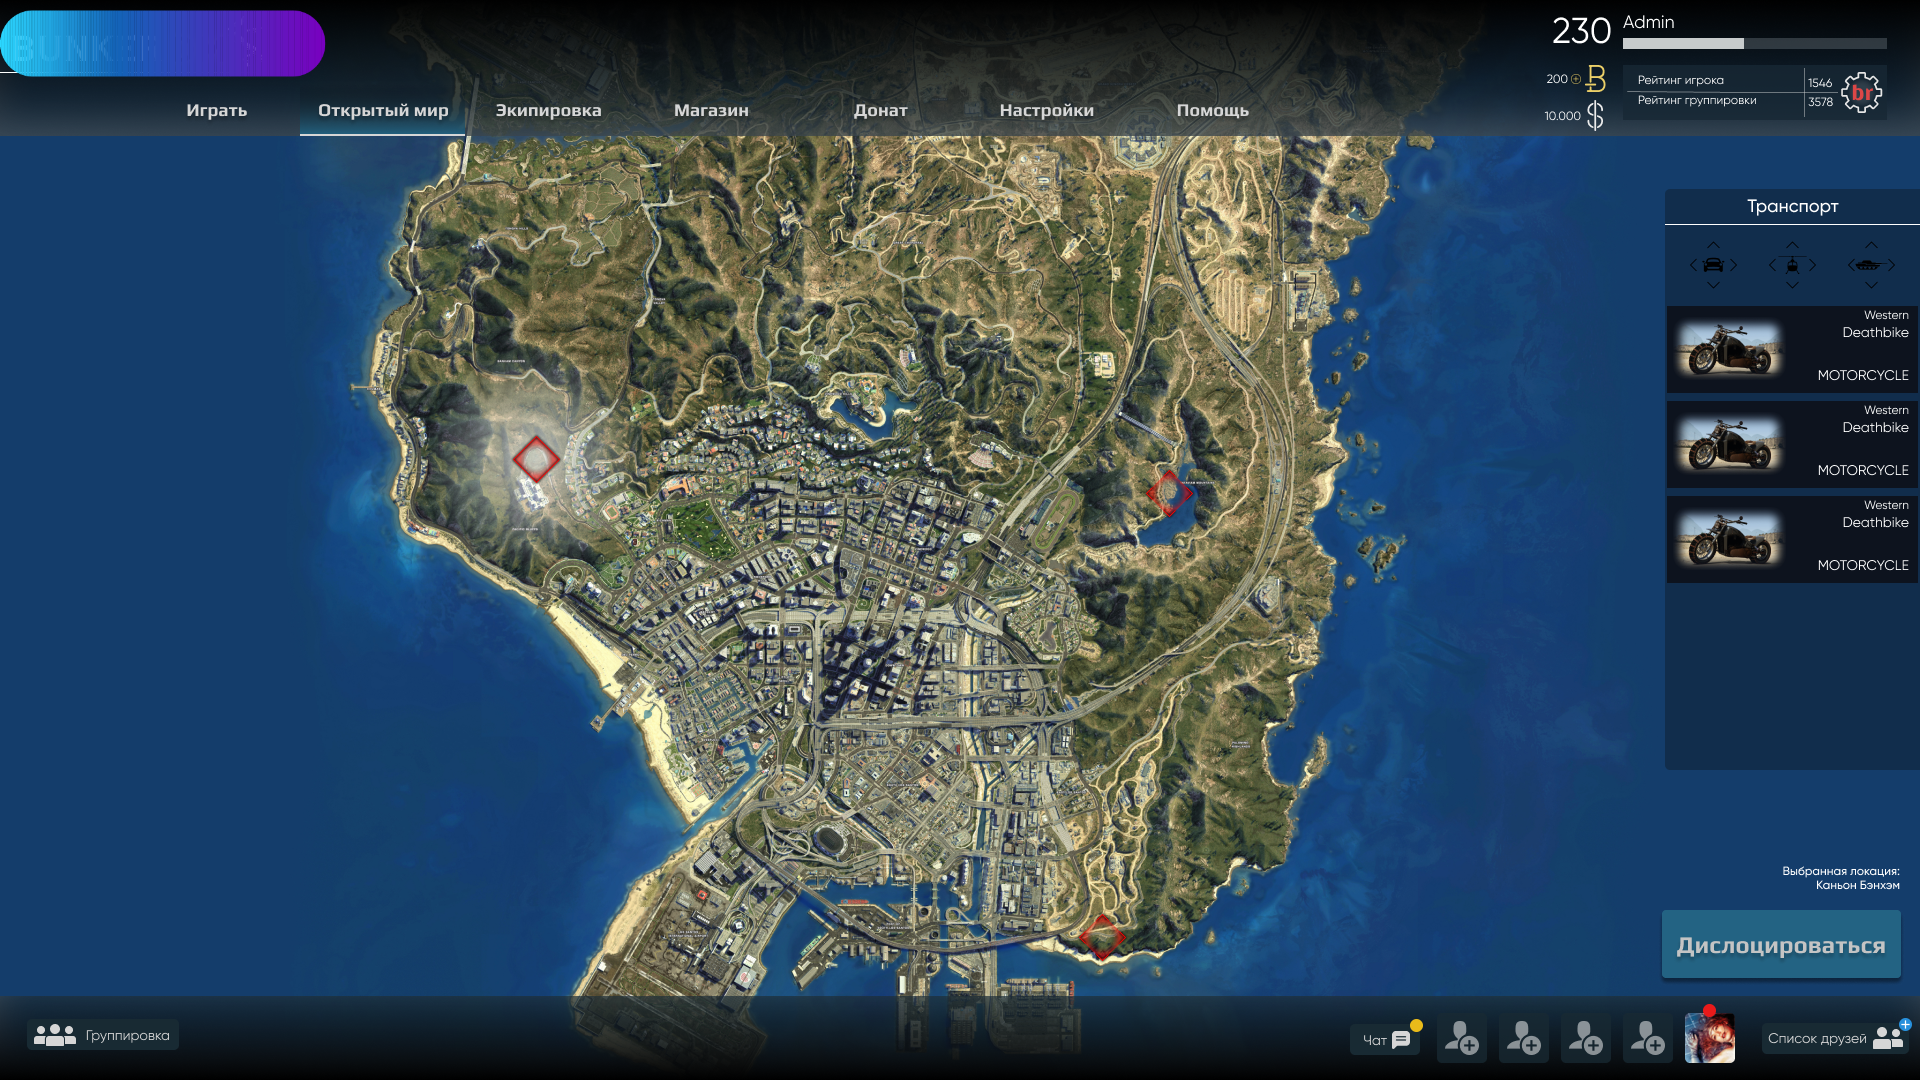 BUNKER
230
Admin
200
10.000
Рейтинг игрока
1546
Рейтинг группировки
3578
br
Играть
Открытый мир
Экипировка
Магазин
Донат
Настройки
Помощь
Транспорт
Western
Deathbike
MOTORCYCLE
Western
Deathbike
MOTORCYCLE
Western
Deathbike
MOTORCYCLE
Выбранная локация:
Каньон Бэнхэм
Дислоцироваться
Группировка
Чат
Список друзей